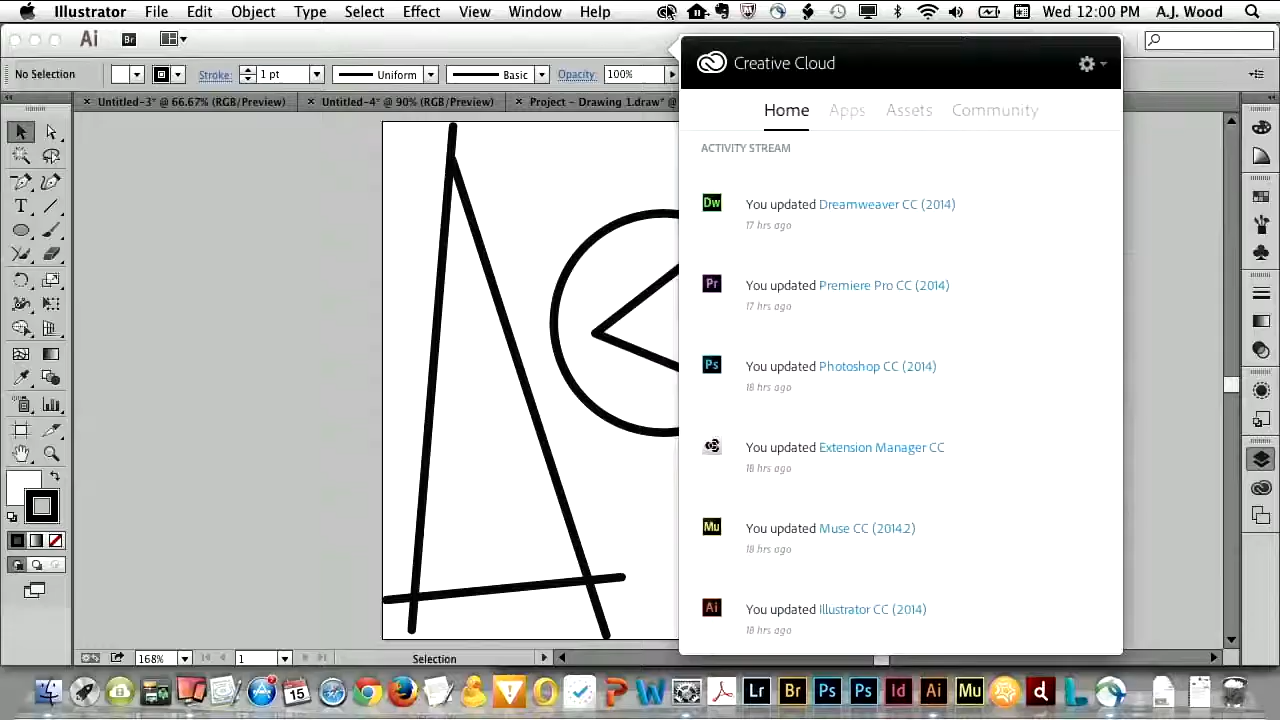 Illustrator File Edit Object Type Select Effect View Window Help Wed 12:00 PM A.J. Wood
Ai Br
No Selection Stroke: 1 pt Uniform Basic Opacity: 100%
× Untitled-3* @ 66.67% (RGB/Preview) × Untitled-4* @ 90% (RGB/Preview) × Project – Drawing 1.draw* @
Creative Cloud
Home Apps Assets Community
ACTIVITY STREAM
Dw You updated Dreamweaver CC (2014)
17 hrs ago
Pr You updated Premiere Pro CC (2014)
17 hrs ago
Ps You updated Photoshop CC (2014)
18 hrs ago
You updated Extension Manager CC
18 hrs ago
Mu You updated Muse CC (2014.2)
18 hrs ago
Ai You updated Illustrator CC (2014)
18 hrs ago
168% 1 Selection
15 Lr Br Ps Ps Id Ai Mu